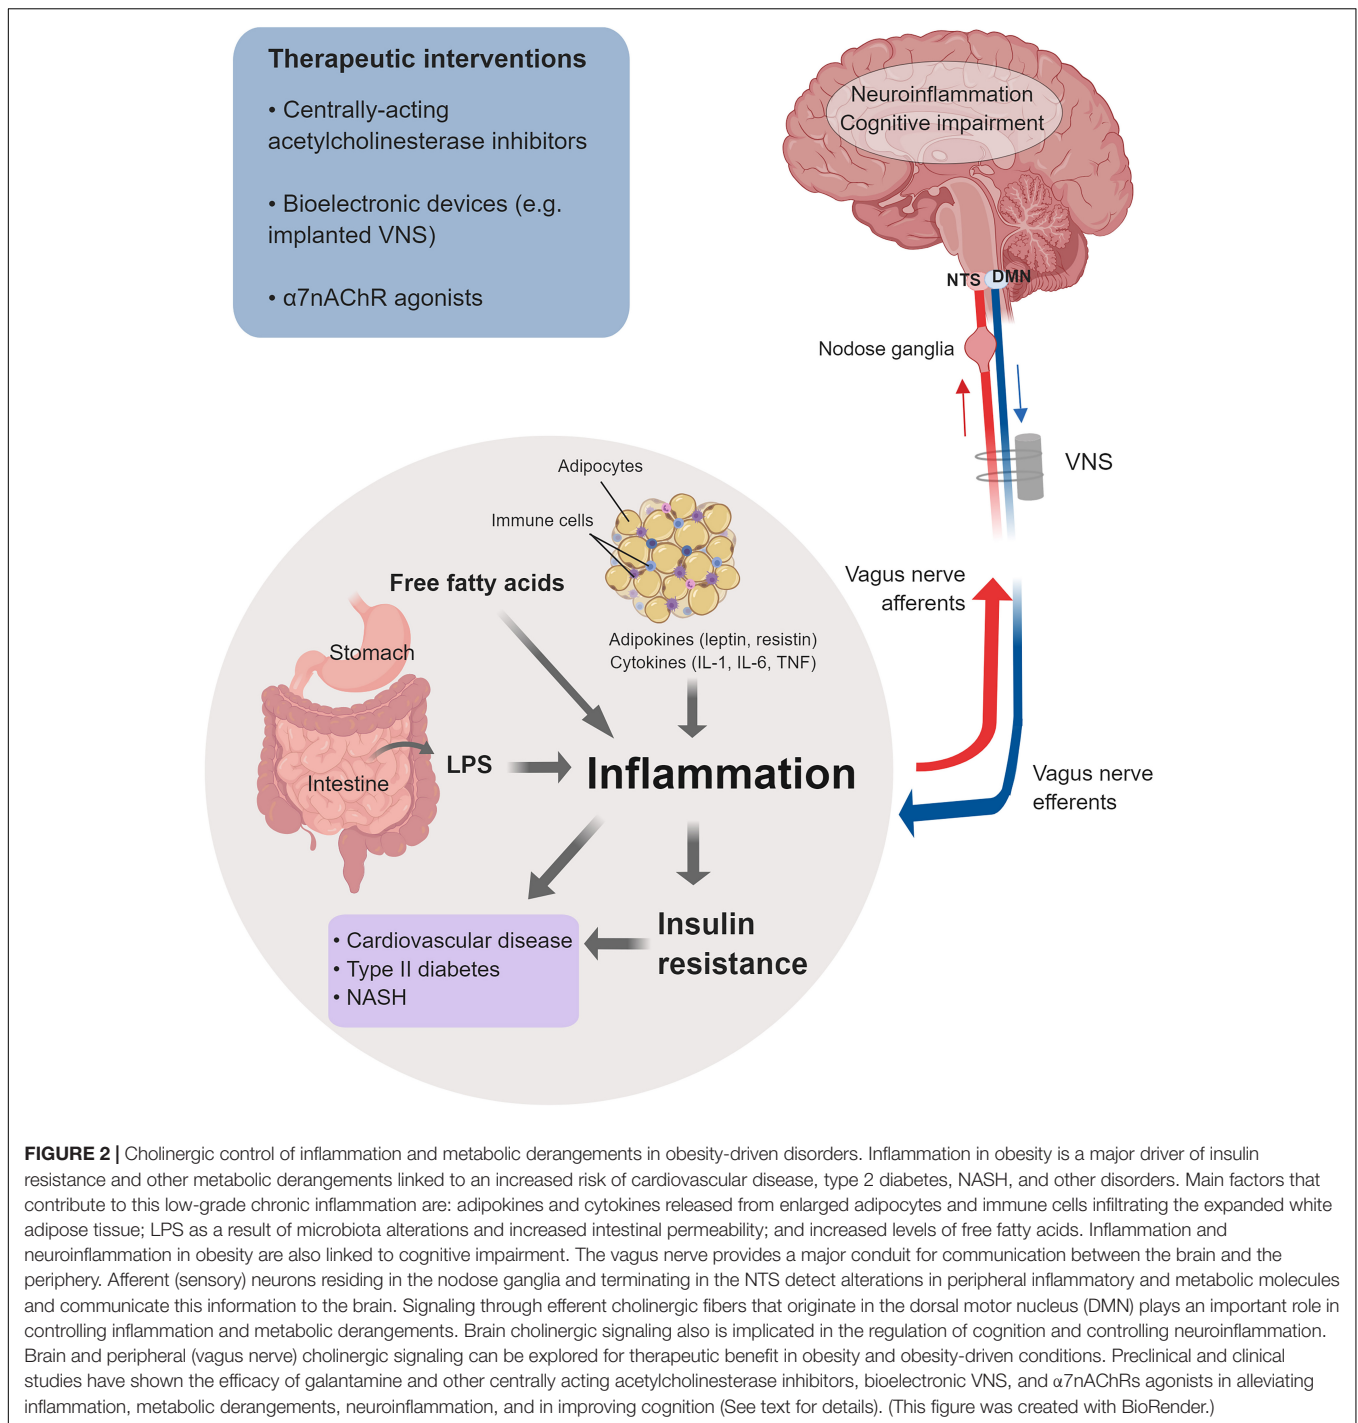 Therapeutic interventions
• Centrally-acting
acetylcholinesterase inhibitors
• Bioelectronic devices (e.g.
implanted VNS)
• α7nAChR agonists
Neuroinflammation
Cognitive impairment
NTS
DMN
Nodose ganglia
VNS
Vagus nerve
afferents
Vagus nerve
efferents
Adipocytes
Immune cells
Free fatty acids
Adipokines (leptin, resistin)
Cytokines (IL-1, IL-6, TNF)
Stomach
Intestine
LPS
Inflammation
Insulin
resistance
• Cardiovascular disease
• Type II diabetes
• NASH
FIGURE 2 | Cholinergic control of inflammation and metabolic derangements in obesity-driven disorders. Inflammation in obesity is a major driver of insulin
resistance and other metabolic derangements linked to an increased risk of cardiovascular disease, type 2 diabetes, NASH, and other disorders. Main factors that
contribute to this low-grade chronic inflammation are: adipokines and cytokines released from enlarged adipocytes and immune cells infiltrating the expanded white
adipose tissue; LPS as a result of microbiota alterations and increased intestinal permeability; and increased levels of free fatty acids. Inflammation and
neuroinflammation in obesity are also linked to cognitive impairment. The vagus nerve provides a major conduit for communication between the brain and the
periphery. Afferent (sensory) neurons residing in the nodose ganglia and terminating in the NTS detect alterations in peripheral inflammatory and metabolic molecules
and communicate this information to the brain. Signaling through efferent cholinergic fibers that originate in the dorsal motor nucleus (DMN) plays an important role in
controlling inflammation and metabolic derangements. Brain cholinergic signaling also is implicated in the regulation of cognition and controlling neuroinflammation.
Brain and peripheral (vagus nerve) cholinergic signaling can be explored for therapeutic benefit in obesity and obesity-driven conditions. Preclinical and clinical
studies have shown the efficacy of galantamine and other centrally acting acetylcholinesterase inhibitors, bioelectronic VNS, and α7nAChRs agonists in alleviating
inflammation, metabolic derangements, neuroinflammation, and in improving cognition (See text for details). (This figure was created with BioRender.)